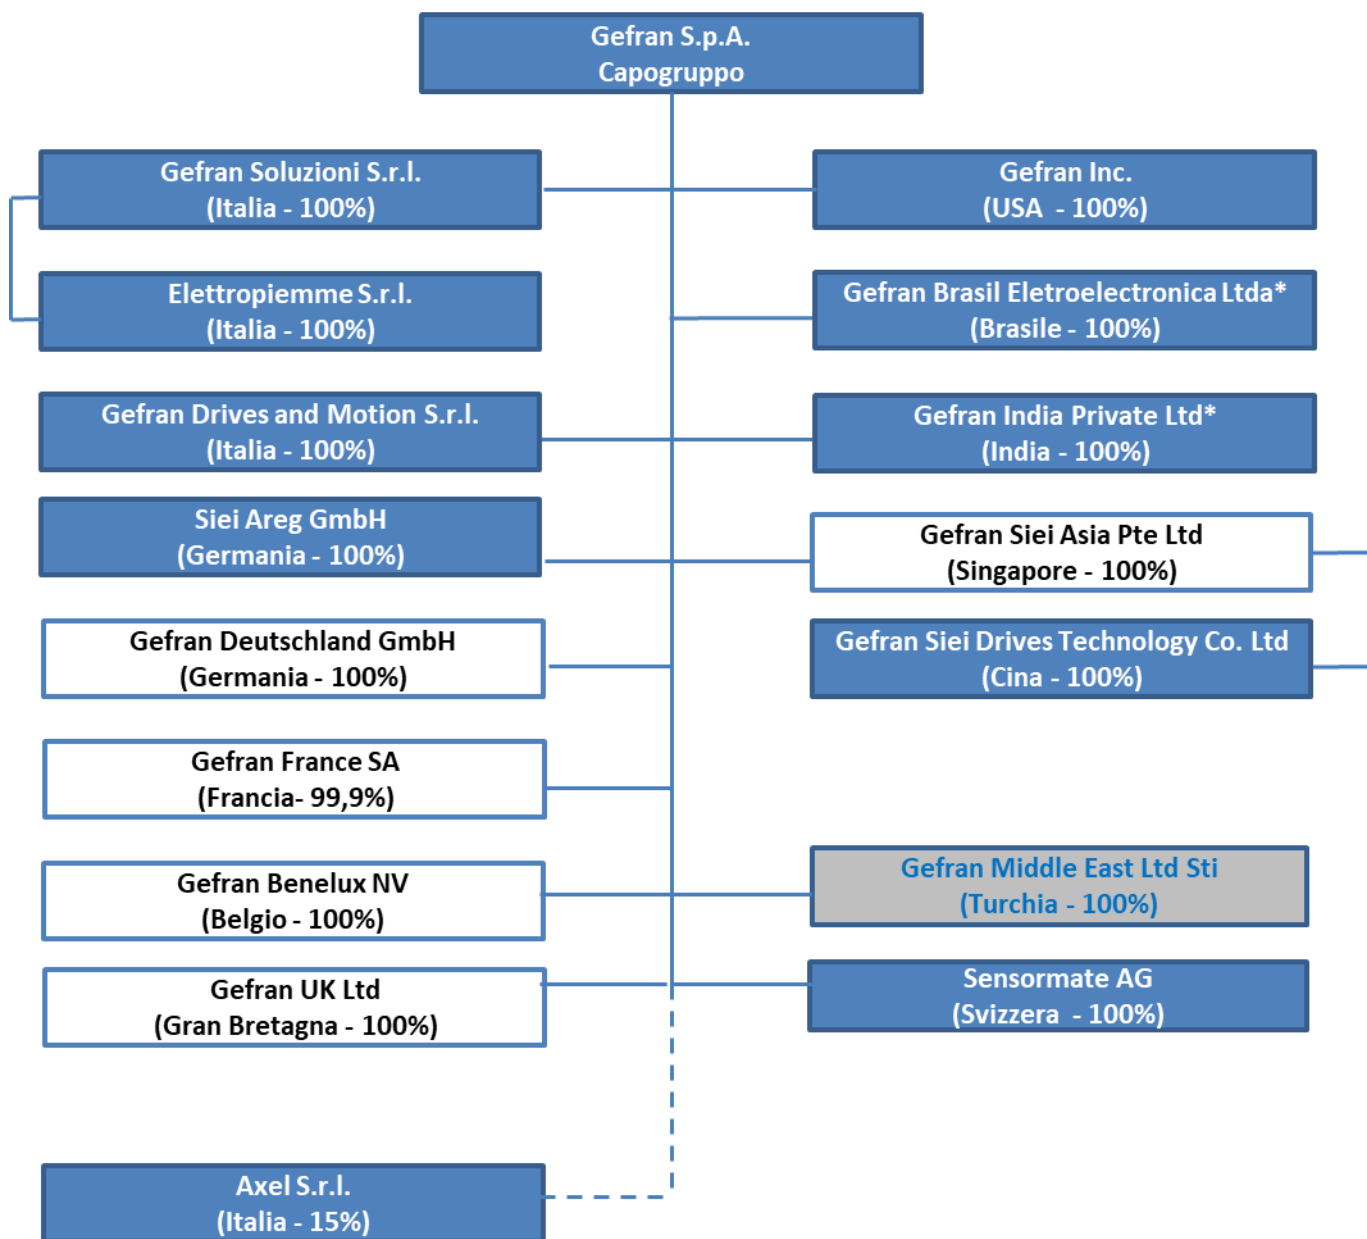 Gefran S.p.A.
Capogruppo
Gefran Soluzioni S.r.l.
(Italia - 100%)
Gefran Inc.
(USA  - 100%)
Elettropiemme S.r.l.
(Italia - 100%)
Gefran Brasil Eletroelectronica Ltda*
(Brasile - 100%)
Gefran Drives and Motion S.r.l.
(Italia - 100%)
Gefran India Private Ltd*
(India - 100%)
Siei Areg GmbH
(Germania - 100%)
Gefran Siei Asia Pte Ltd
(Singapore - 100%)
Gefran Deutschland GmbH
(Germania - 100%)
Gefran Siei Drives Technology Co. Ltd
(Cina - 100%)
Gefran France SA
(Francia- 99,9%)
Gefran Benelux NV
(Belgio - 100%)
Gefran Middle East Ltd Sti
(Turchia - 100%)
Gefran UK Ltd
(Gran Bretagna - 100%)
Sensormate AG
(Svizzera  - 100%)
Axel S.r.l.
(Italia - 15%)